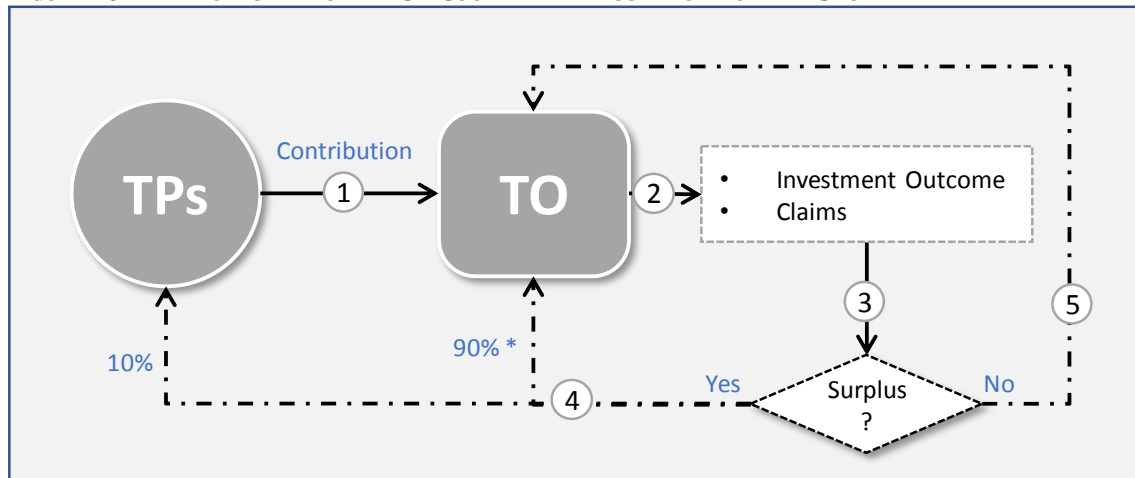 Contribution
TPs
1
TO
2
• Investment Outcome
• Claims
3
5
10%
90% *
4
Yes
Surplus
?
No